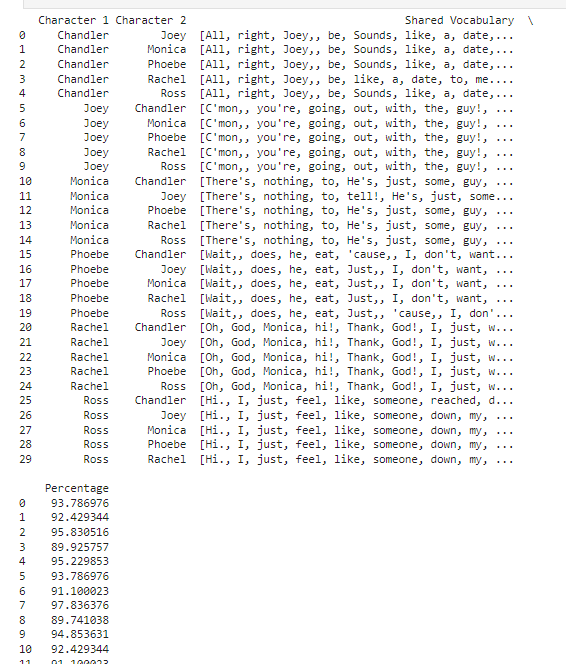 Character 1 Character 2 Shared Vocabulary \
0 Chandler Joey [All, right, Joey,, be, Sounds, like, a, date,...
1 Chandler Monica [All, right, Joey,, be, Sounds, like, a, date,...
2 Chandler Phoebe [All, right, Joey,, be, Sounds, like, a, date,...
3 Chandler Rachel [All, right, Joey,, be, like, a, date, to, me....
4 Chandler Ross [All, right, Joey,, be, Sounds, like, a, date,...
5 Joey Chandler [C'mon,, you're, going, out, with, the, guy!, ...
6 Joey Monica [C'mon,, you're, going, out, with, the, guy!, ...
7 Joey Phoebe [C'mon,, you're, going, out, with, the, guy!, ...
8 Joey Rachel [C'mon,, you're, going, out, with, the, guy!, ...
9 Joey Ross [C'mon,, you're, going, out, with, the, guy!, ...
10 Monica Chandler [There's, nothing, to, He's, just, some, guy, ...
11 Monica Joey [There's, nothing, to, tell!, He's, just, some...
12 Monica Phoebe [There's, nothing, to, He's, just, some, guy, ...
13 Monica Rachel [There's, nothing, to, He's, just, some, guy, ...
14 Monica Ross [There's, nothing, to, He's, just, some, guy, ...
15 Phoebe Chandler [Wait,, does, he, eat, 'cause,, I, don't, want...
16 Phoebe Joey [Wait,, does, he, eat, Just,, I, don't, want, ...
17 Phoebe Monica [Wait,, does, he, eat, Just,, I, don't, want, ...
18 Phoebe Rachel [Wait,, does, he, eat, Just,, I, don't, want, ...
19 Phoebe Ross [Wait,, does, he, eat, Just,, 'cause,, I, don'...
20 Rachel Chandler [Oh, God, Monica, hi!, Thank, God!, I, just, w...
21 Rachel Joey [Oh, God, Monica, hi!, Thank, God!, I, just, w...
22 Rachel Monica [Oh, God, Monica, hi!, Thank, God!, I, just, w...
23 Rachel Phoebe [Oh, God, Monica, hi!, Thank, God!, I, just, w...
24 Rachel Ross [Oh, God, Monica, hi!, Thank, God!, I, just, w...
25 Ross Chandler [Hi., I, just, feel, like, someone, reached, d...
26 Ross Joey [Hi., I, just, feel, like, someone, down, my, ...
27 Ross Monica [Hi., I, just, feel, like, someone, down, my, ...
28 Ross Phoebe [Hi., I, just, feel, like, someone, down, my, ...
29 Ross Rachel [Hi., I, just, feel, like, someone, down, my, ...
Percentage
0 93.786976
1 92.429344
2 95.830516
3 89.925757
4 95.229853
5 93.786976
6 91.100023
7 97.836376
8 89.741038
9 94.853631
10 92.429344
11 91.100023